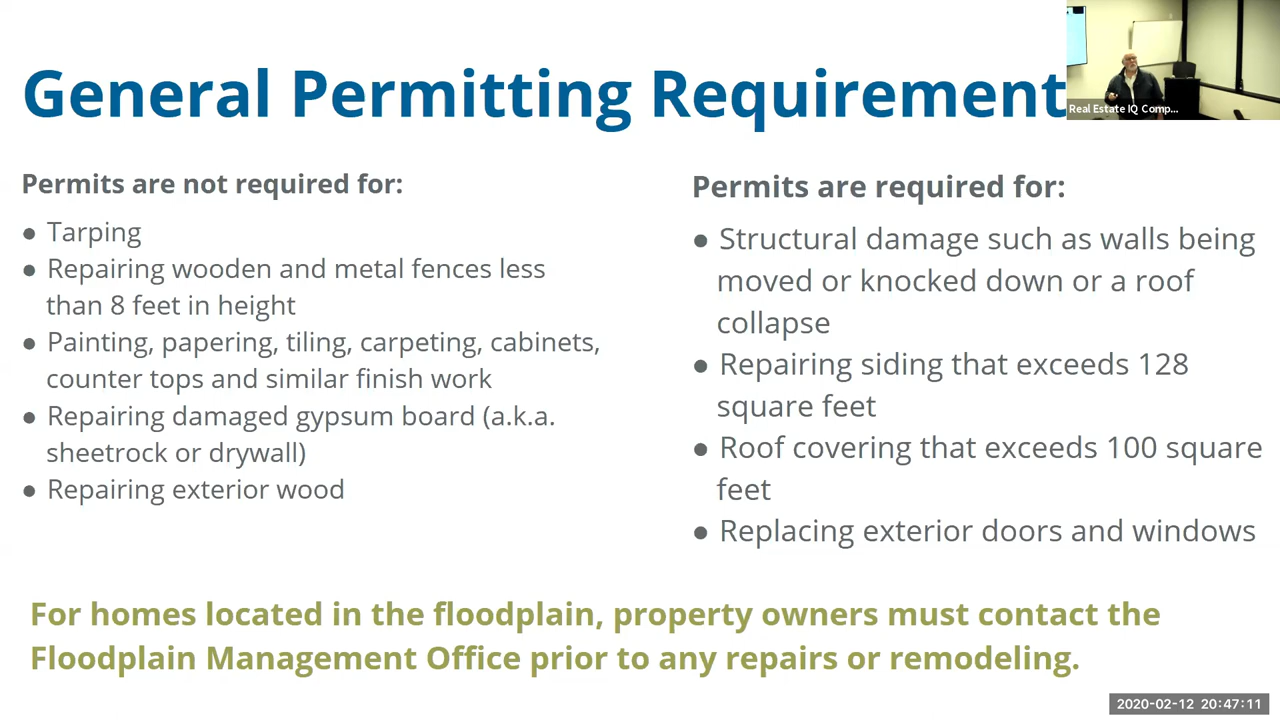 General Permitting Requirement
Real Estate IQ Comp...
Permits are not required for:
● Tarping
● Repairing wooden and metal fences less
than 8 feet in height
● Painting, papering, tiling, carpeting, cabinets,
counter tops and similar finish work
● Repairing damaged gypsum board (a.k.a.
sheetrock or drywall)
● Repairing exterior wood
Permits are required for:
● Structural damage such as walls being
moved or knocked down or a roof
collapse
● Repairing siding that exceeds 128
square feet
● Roof covering that exceeds 100 square
feet
● Replacing exterior doors and windows
For homes located in the floodplain, property owners must contact the
Floodplain Management Office prior to any repairs or remodeling.
2020-02-12 20:47:11